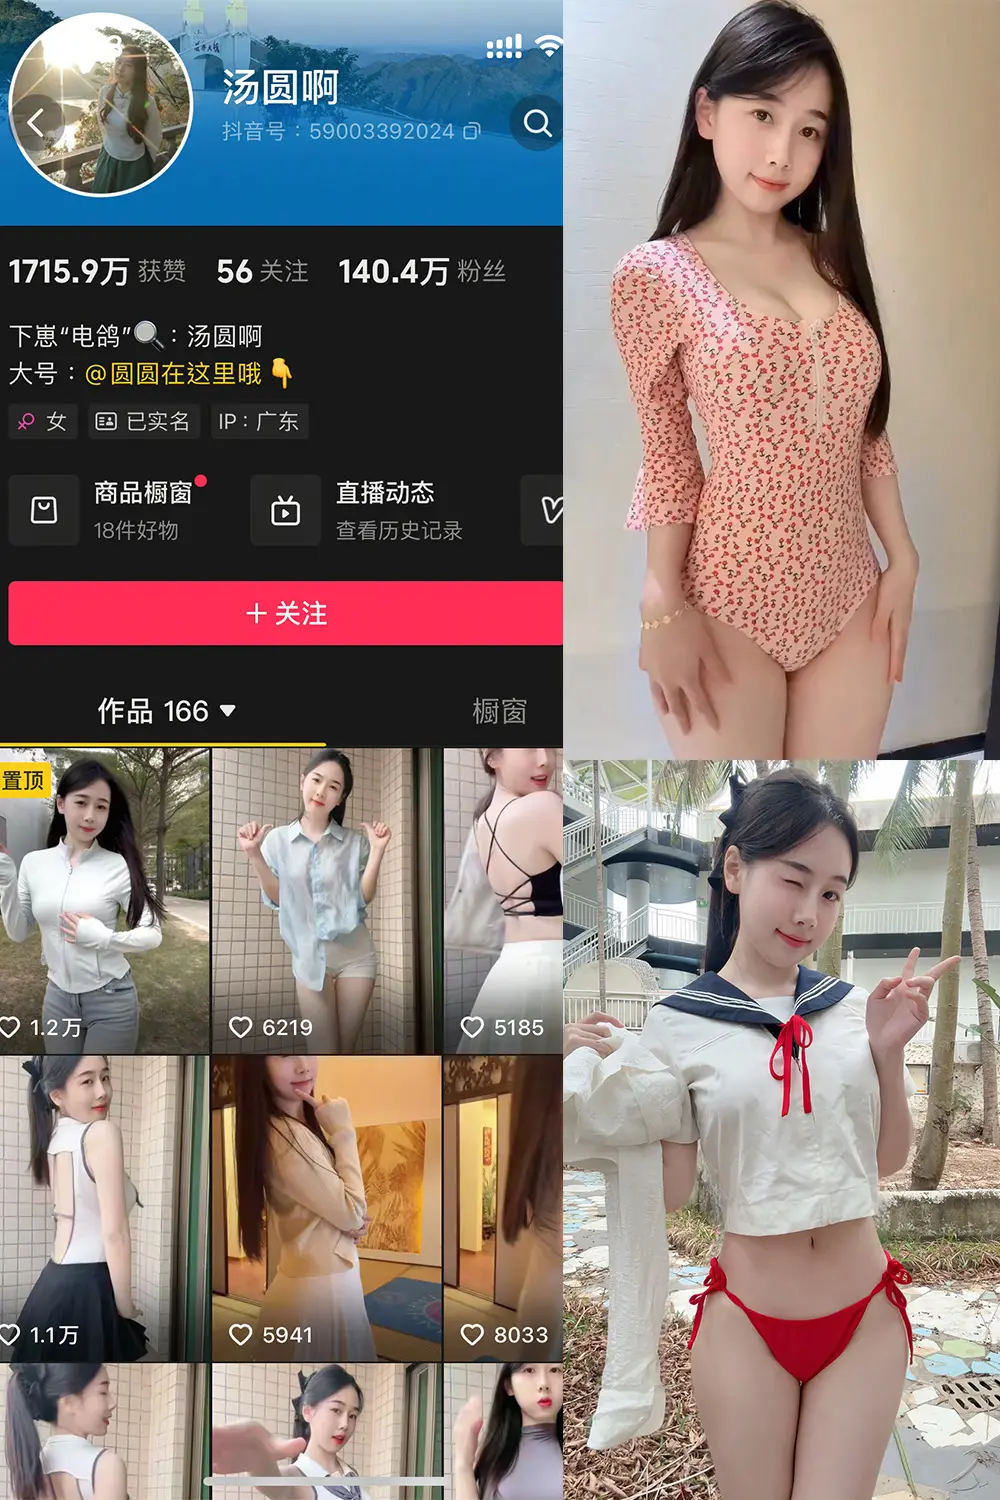 汤圆啊
抖音号：59003392024
1715.9万 获赞 56 关注 140.4万 粉丝
下崽“电鸽”🔍：汤圆啊
大号：@圆圆在這里哦👇
女 已实名 IP：广东
商品橱窗 直播动态
18件好物 查看历史记录
+ 关注
作品 166 橱窗
置顶
1.2万 6219 5185
1.1万 5941 8033